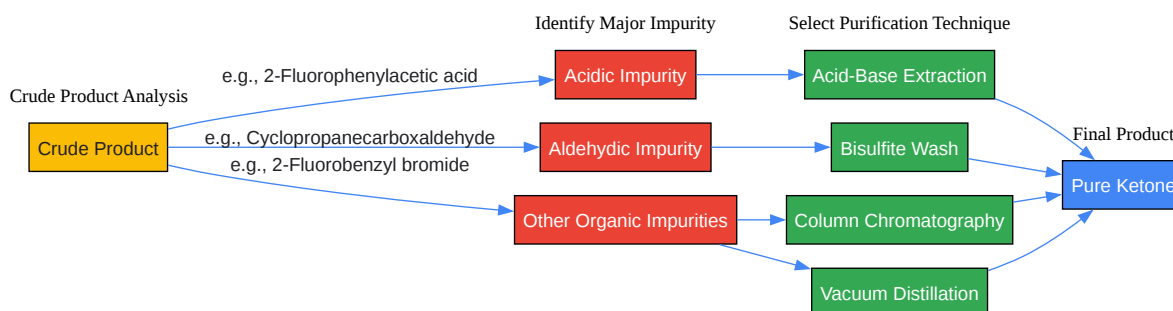 Identify Major Impurity
Select Purification Technique
e.g., 2-Fluorophenylacetic acid
Acidic Impurity
Acid-Base Extraction
Crude Product Analysis
Crude Product
e.g., Cyclopropanecarboxaldehyde
Aldehydic Impurity
Bisulfite Wash
Final Product
e.g., 2-Fluorobenzyl bromide
Pure Ketone
Other Organic Impurities
Column Chromatography
Vacuum Distillation